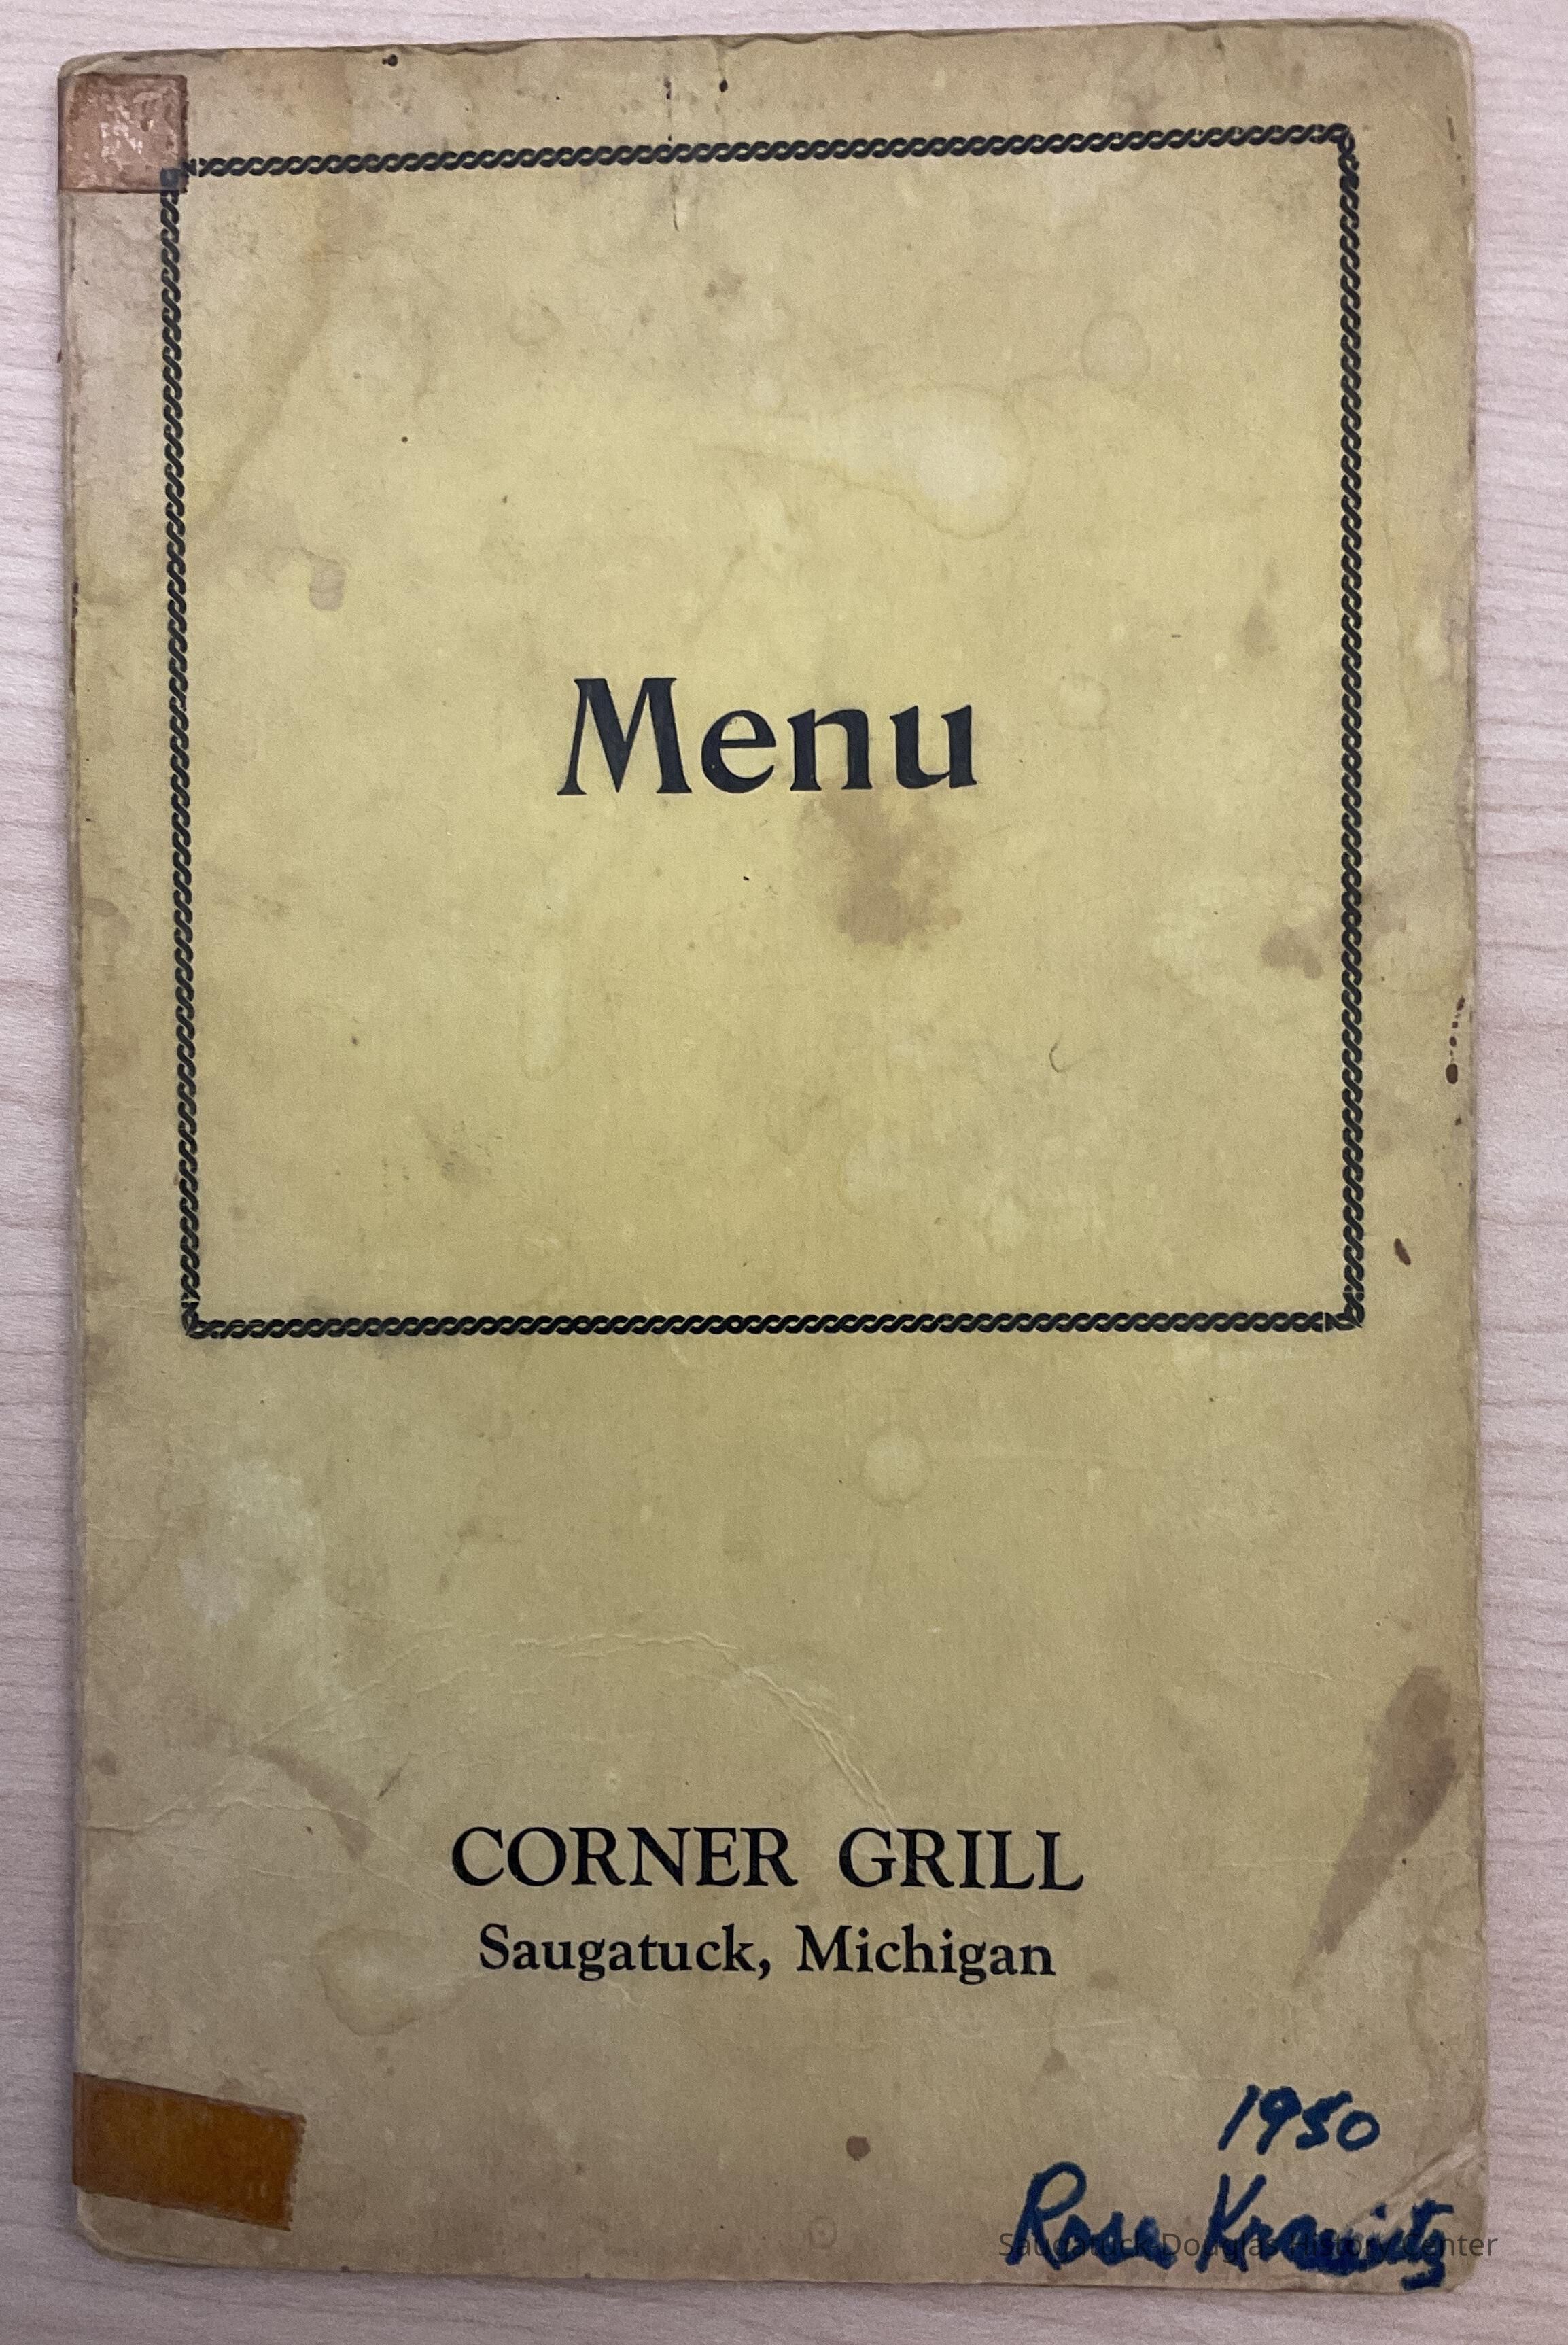 Menu
CORNER GRILL
Saugatuck, Michigan
1950
Rose Kravitz
Saugatuck-Douglas History Center